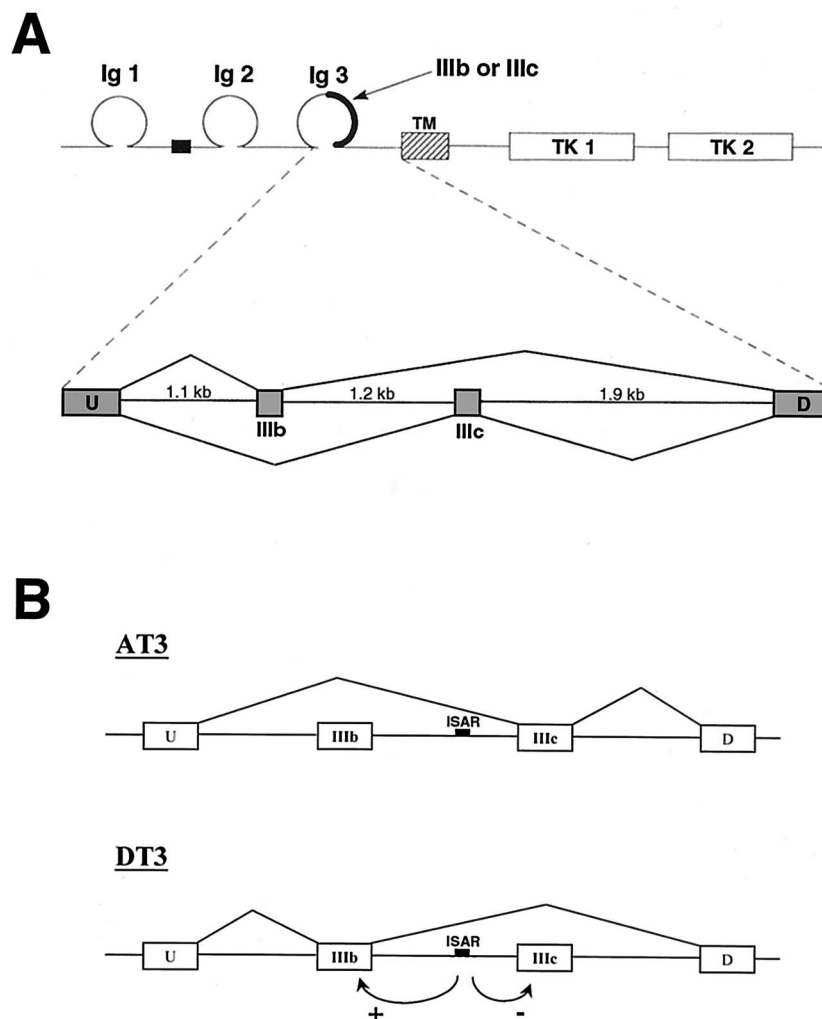 A
Ig 1 Ig 2 Ig 3 IIIb or IIIc
TM
TK 1 TK 2
1.1 kb 1.2 kb 1.9 kb
U D
IIIb IIIc
B
AT3
ISAR
U IIIb IIIc D
DT3
ISAR
U IIIb IIIc D
+ -